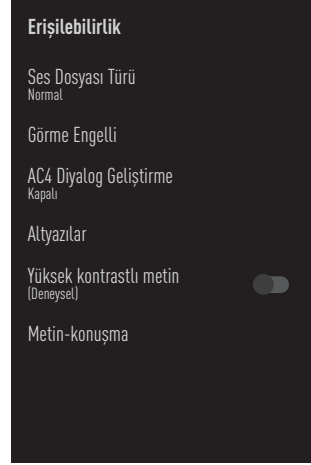 Erişilebilirlik
Ses Dosyası Türü
Normal
Görme Engelli
AC4 Diyalog Geliştirme
Kapalı
Altyazılar
Yüksek kontrastlı metin
(Deneysel)
Metin-konuşma